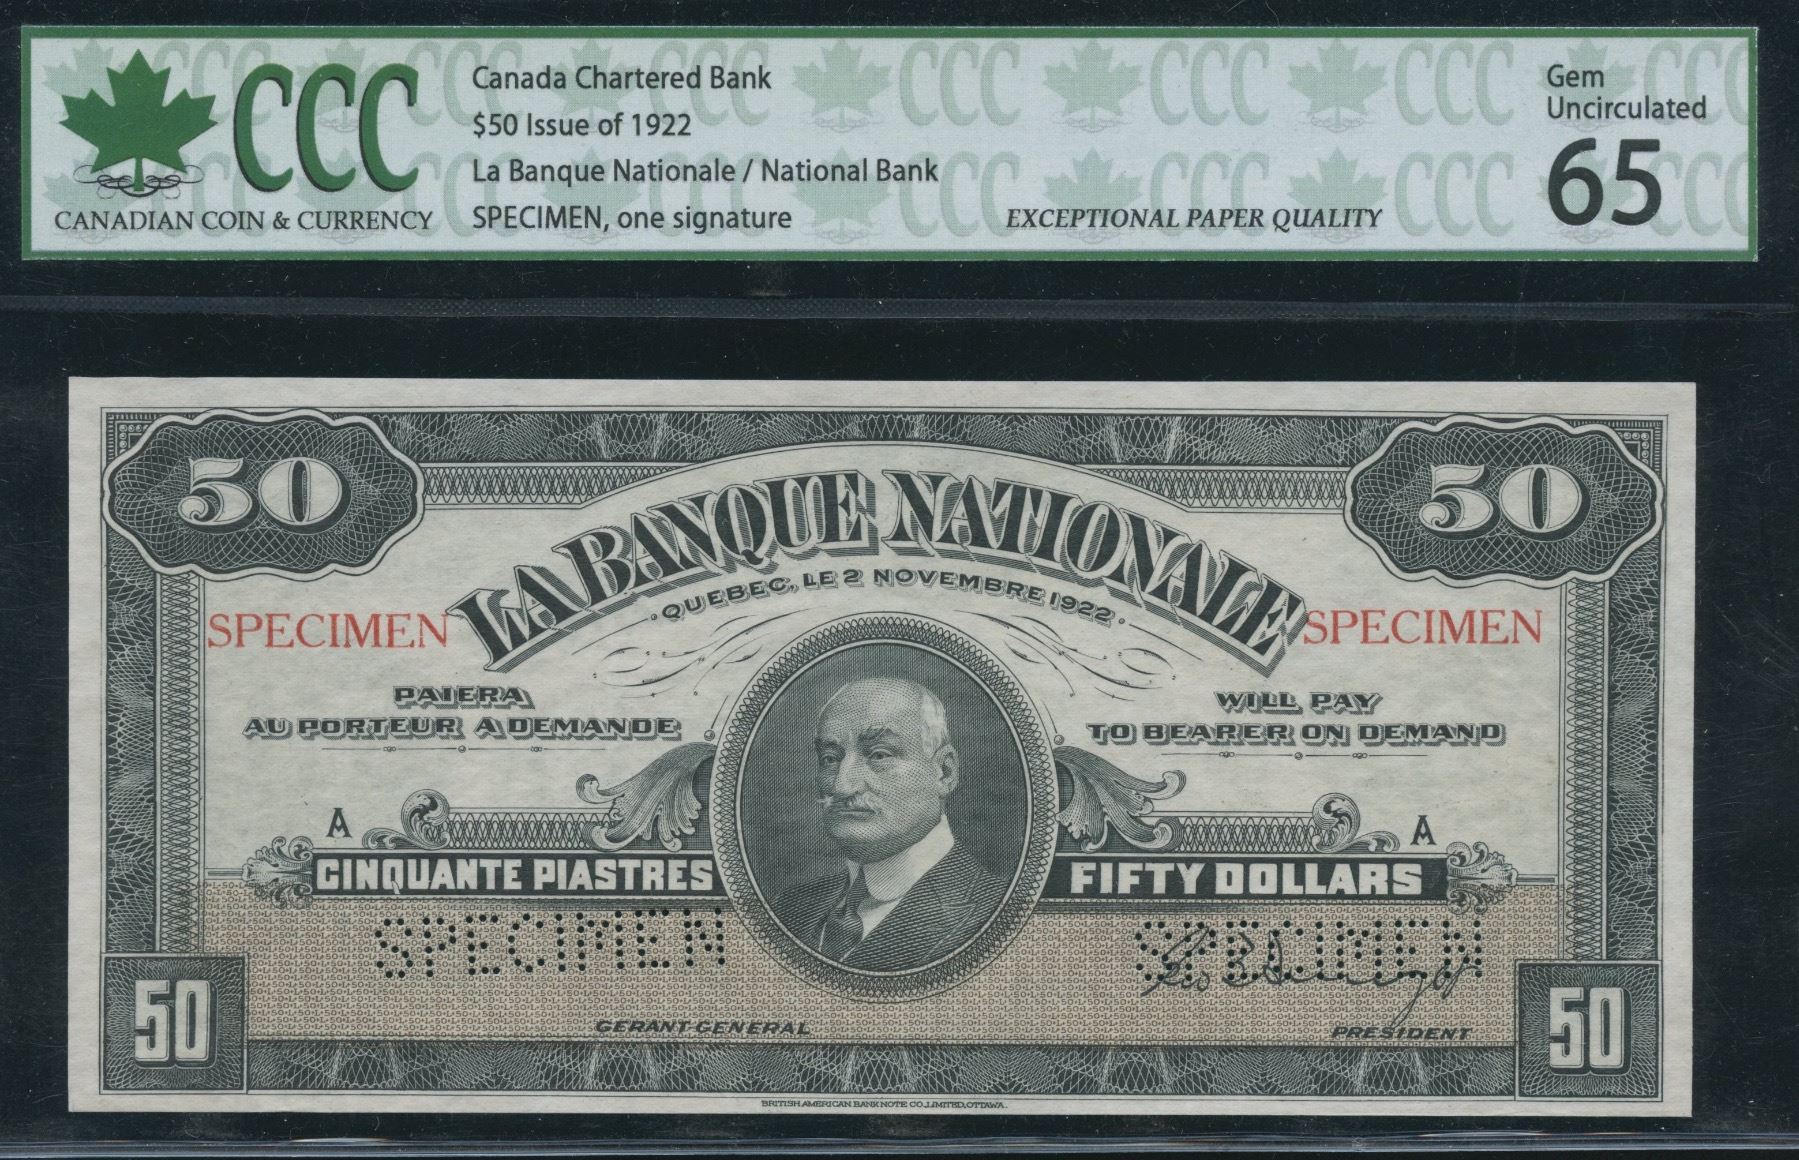 CCC
CANADIAN COIN & CURRENCY
Canada Chartered Bank
$50 Issue of 1922
La Banque Nationale / National Bank
SPECIMEN, one signature
EXCEPTIONAL PAPER QUALITY
Gem
Uncirculated
65
50 50
LA BANQUE NATIONALE
QUEBEC, LE 2 NOVEMBRE 1922
SPECIMEN SPECIMEN
PAIERA
AU PORTEUR A DEMANDE
WILL PAY
TO BEARER ON DEMAND
A A
CINQUANTE PIASTRES FIFTY DOLLARS
SPECIMEN SPECIMEN
50 50
GERANT-GENERAL PRESIDENT
BRITISH AMERICAN BANK NOTE CO., LIMITED, OTTAWA.